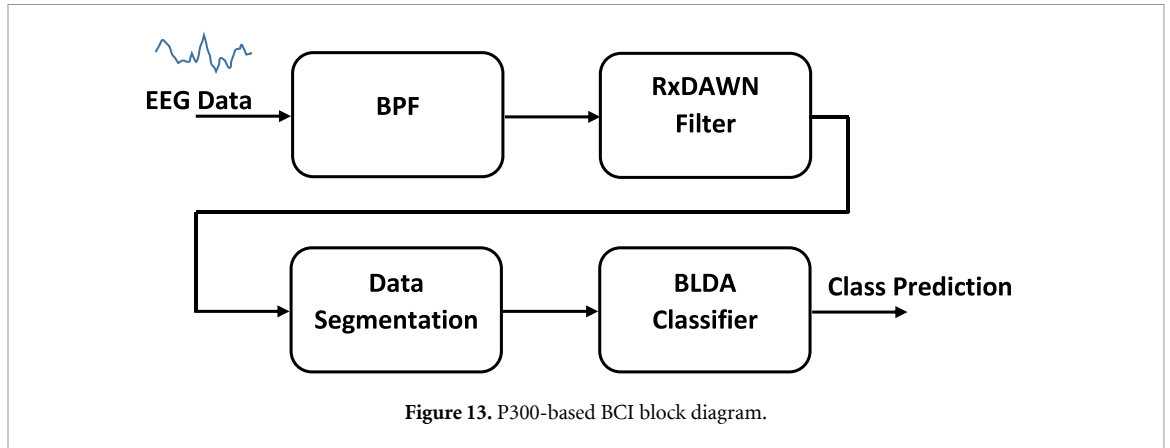 EEG Data
BPF
RxDAWN
Filter
Data
Segmentation
BLDA
Classifier
Class Prediction
Figure 13. P300-based BCI block diagram.